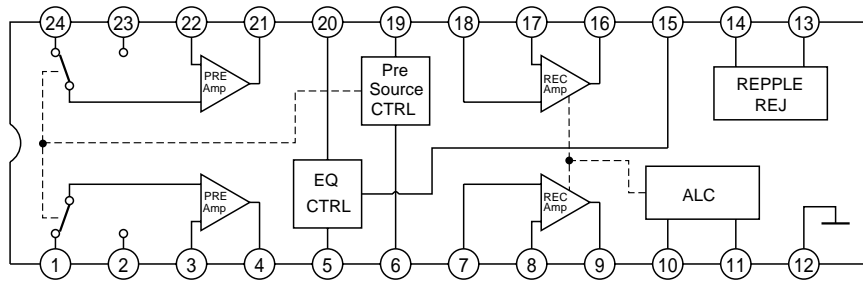 24 23 22 21 20 19 18 17 16 15 14 13
PRE
Amp
Pre
Source
CTRL
REC
Amp
REPPLE
REJ
EQ
CTRL
PRE
Amp
REC
Amp
ALC
1 2 3 4 5 6 7 8 9 10 11 12